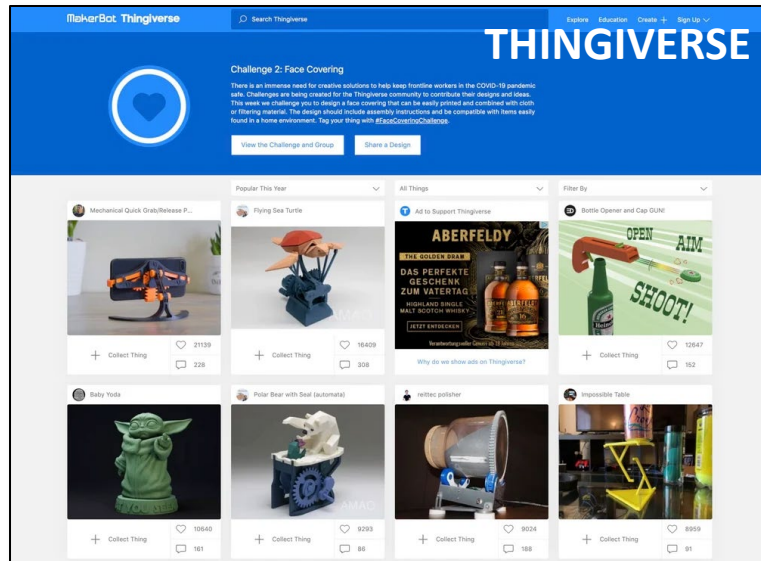 MakerBot Thingiverse
Search Thingiverse
Explore Education Create + Sign Up
THINGIVERSE
Challenge 2: Face Covering
There is an immense need for creative solutions to help keep frontline workers in the COVID-19 pandemic
safe. Challenges are being created for the Thingiverse community to contribute their designs and ideas.
This week we challenge you to design a face covering that can be easily printed and combined with cloth
or filtering material. The design should include assembly instructions and be compatible with items easily
found in a home environment. Tag your thing with #FaceCoveringChallenge.
View the Challenge and Group
Share a Design
Popular This Year
All Things
Filter By
Mechanical Quick Grab/Release P...
+ Collect Thing
21139
228
Flying Sea Turtle
AMAO
+ Collect Thing
16409
308
Ad to Support Thingiverse
ABERFELDY
THE GOLDEN DRAM
DAS PERFEKTE
GESCHENK
ZUM VATERTAG
HIGHLAND SINGLE
MALT SCOTCH WHISKY
JETZT ENTDECKEN
Verantwortungsvoller Genuss ab 18 Jahren
Why do we show ads on Thingiverse?
Bottle Opener and Cap GUN!
OPEN
AIM
SHOOT!
Heineken
+ Collect Thing
12647
152
Baby Yoda
+ Collect Thing
10640
161
Polar Bear with Seal (automata)
AMAO
+ Collect Thing
9293
86
reittec polisher
+ Collect Thing
9024
168
Impossible Table
+ Collect Thing
8959
91